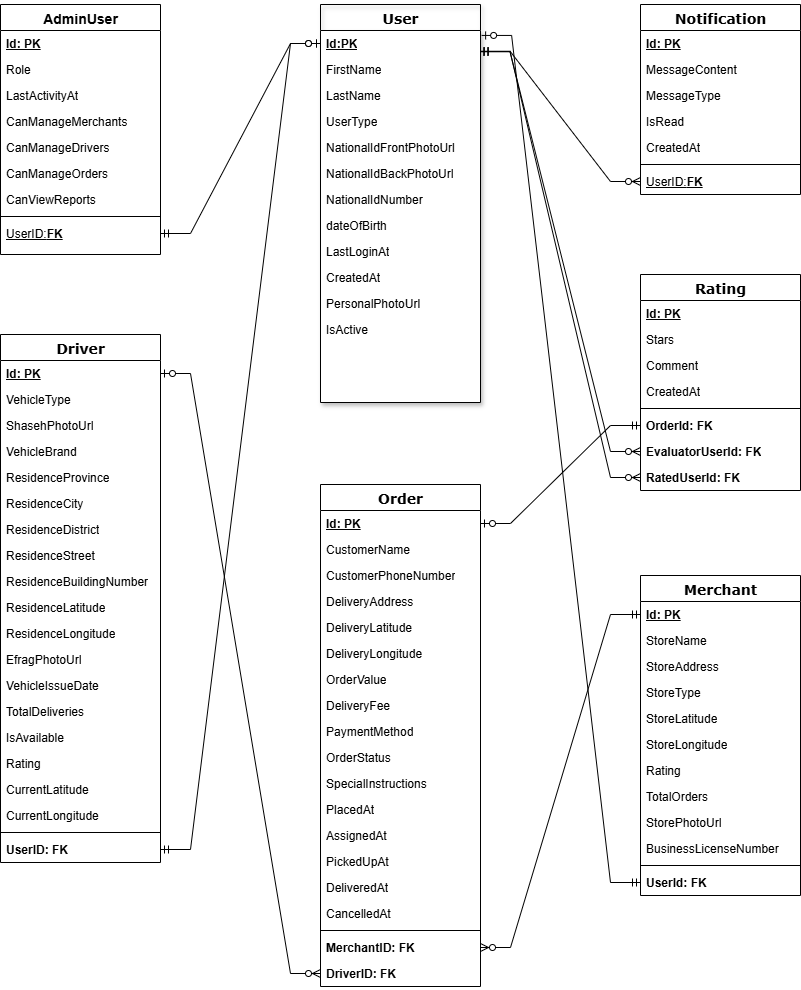 AdminUser
Id: PK
Role
LastActivityAt
CanManageMerchants
CanManageDrivers
CanManageOrders
CanViewReports
UserID:FK
User
Id:PK
FirstName
LastName
UserType
NationalIdFrontPhotoUrl
NationalIdBackPhotoUrl
NationalIdNumber
dateOfBirth
LastLoginAt
CreatedAt
PersonalPhotoUrl
IsActive
Notification
Id: PK
MessageContent
MessageType
IsRead
CreatedAt
UserID:FK
Rating
Id: PK
Stars
Comment
CreatedAt
OrderId: FK
EvaluatorUserId: FK
RatedUserId: FK
Driver
Id: PK
VehicleType
ShasehPhotoUrl
VehicleBrand
ResidenceProvince
ResidenceCity
ResidenceDistrict
ResidenceStreet
ResidenceBuildingNumber
ResidenceLatitude
ResidenceLongitude
EfragPhotoUrl
VehicleIssueDate
TotalDeliveries
IsAvailable
Rating
CurrentLatitude
CurrentLongitude
UserID: FK
Order
Id: PK
CustomerName
CustomerPhoneNumber
DeliveryAddress
DeliveryLatitude
DeliveryLongitude
OrderValue
DeliveryFee
PaymentMethod
OrderStatus
SpecialInstructions
PlacedAt
AssignedAt
PickedUpAt
DeliveredAt
CancelledAt
MerchantID: FK
DriverID: FK
Merchant
Id: PK
StoreName
StoreAddress
StoreType
StoreLatitude
StoreLongitude
Rating
TotalOrders
StorePhotoUrl
BusinessLicenseNumber
UserId: FK